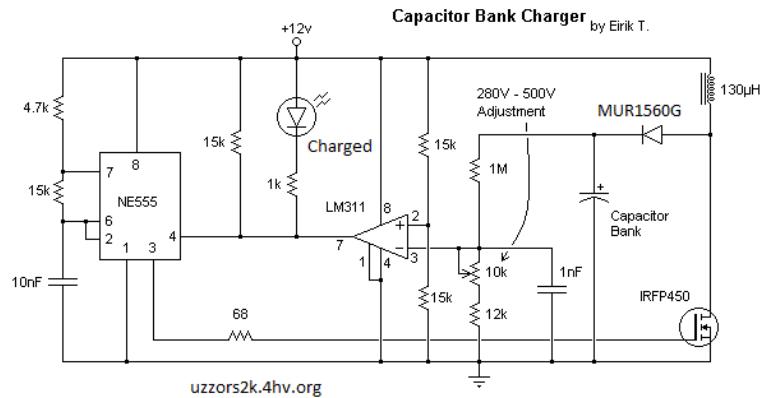 Capacitor Bank Charger by Eirik T.
+12v
4.7k
130µH
280V - 500V
Adjustment
MUR1560G
15k
15k
Charged
7
8
1M
15k
NE555
1k
LM311
8
+
2
+
Capacitor
Bank
6
2
4
7
−
3
1
3
1
4
10k
1nF
10nF
15k
12k
IRFP450
68
uzzors2k.4hv.org